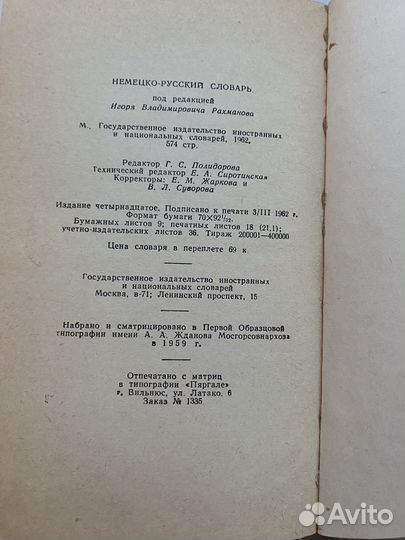 НЕМЕЦКО-РУССКИЙ СЛОВАРЬ
под редакцией
Игоря Владимировича Рахманова
М., Государственное издательство иностранных
и национальных словарей, 1962,
574 стр.
Редактор Г. С. Полидорова
Технический редактор Е. А. Сиротинская
Корректоры: Е. М. Жаркова и
В. Л. Суворова
Издание четырнадцатое. Подписано к печати 3/III 1962 г.
Формат бумаги 70×92 1/32.
Бумажных листов 9; печатных листов 18 (21,1);
учетно-издательских листов 36. Тираж 200001—400000
Цена словаря в переплете 69 к.
Государственное издательство иностранных
и национальных словарей
Москва, в-71; Ленинский проспект, 15
Набрано и сматрицировано в Первой Образцовой
типографии имени А. А. Жданова Мосгорсовнархоза
в 1959 г.
Отпечатано с матриц
в типографии «Пяргале»
г. Вильнюс, ул. Латако. 6
Заказ № 1335.
Avito